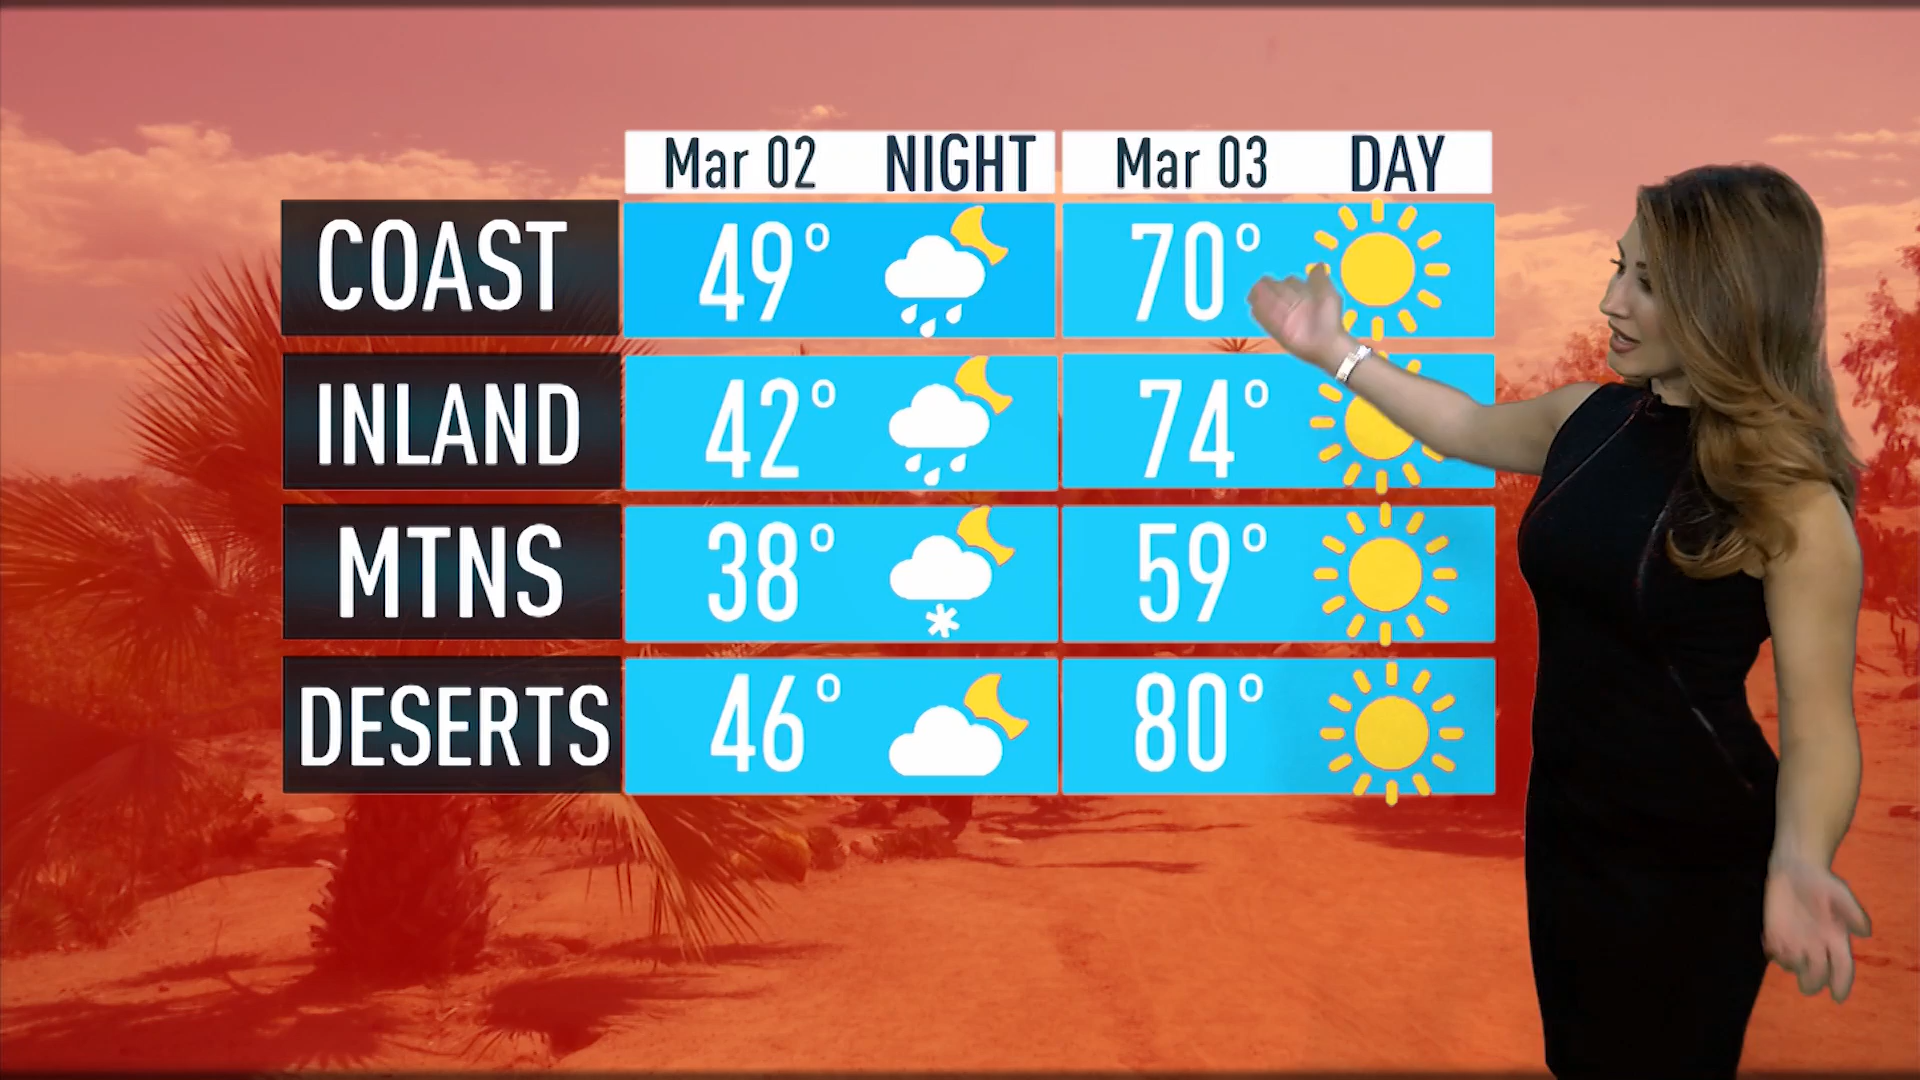 Mar 02 NIGHT Mar 03 DAY
COAST 49° 70°
INLAND 42° 74°
MTNS 38° 59°
DESERTS 46° 80°